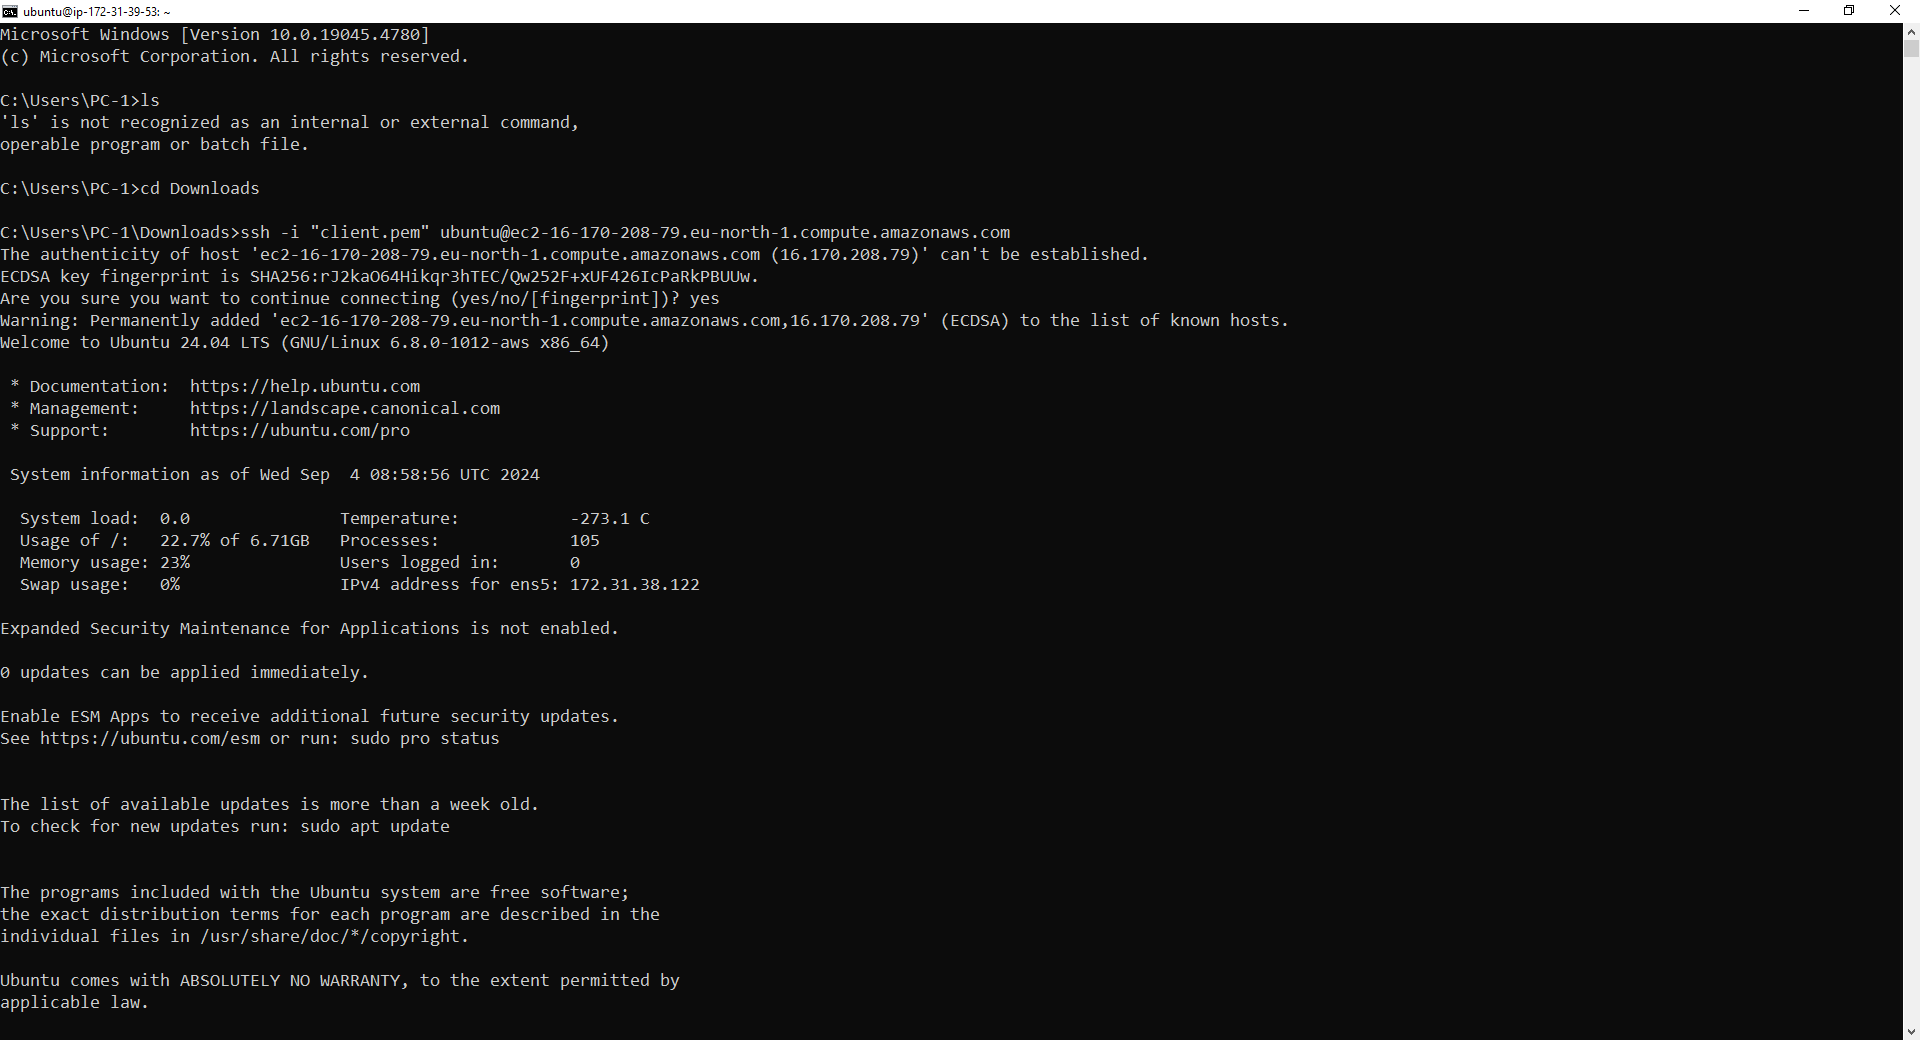 ubuntu@ip-172-31-39-53: ~
Microsoft Windows [Version 10.0.19045.4780]
(c) Microsoft Corporation. All rights reserved.
C:\Users\PC-1>ls
'ls' is not recognized as an internal or external command,
operable program or batch file.
C:\Users\PC-1>cd Downloads
C:\Users\PC-1\Downloads>ssh -i "client.pem" ubuntu@ec2-16-170-208-79.eu-north-1.compute.amazonaws.com
The authenticity of host 'ec2-16-170-208-79.eu-north-1.compute.amazonaws.com (16.170.208.79)' can't be established.
ECDSA key fingerprint is SHA256:rJ2kaO64Hikqr3hTEC/Qw252F+xUF426IcPaRkPBUUw.
Are you sure you want to continue connecting (yes/no/[fingerprint])? yes
Warning: Permanently added 'ec2-16-170-208-79.eu-north-1.compute.amazonaws.com,16.170.208.79' (ECDSA) to the list of known hosts.
Welcome to Ubuntu 24.04 LTS (GNU/Linux 6.8.0-1012-aws x86_64)
 * Documentation:  https://help.ubuntu.com
 * Management:     https://landscape.canonical.com
 * Support:        https://ubuntu.com/pro
 System information as of Wed Sep  4 08:58:56 UTC 2024
  System load:  0.0               Temperature:           -273.1 C
  Usage of /:   22.7% of 6.71GB   Processes:             105
  Memory usage: 23%               Users logged in:       0
  Swap usage:   0%                IPv4 address for ens5: 172.31.38.122
Expanded Security Maintenance for Applications is not enabled.
0 updates can be applied immediately.
Enable ESM Apps to receive additional future security updates.
See https://ubuntu.com/esm or run: sudo pro status
The list of available updates is more than a week old.
To check for new updates run: sudo apt update
The programs included with the Ubuntu system are free software;
the exact distribution terms for each program are described in the
individual files in /usr/share/doc/*/copyright.
Ubuntu comes with ABSOLUTELY NO WARRANTY, to the extent permitted by
applicable law.